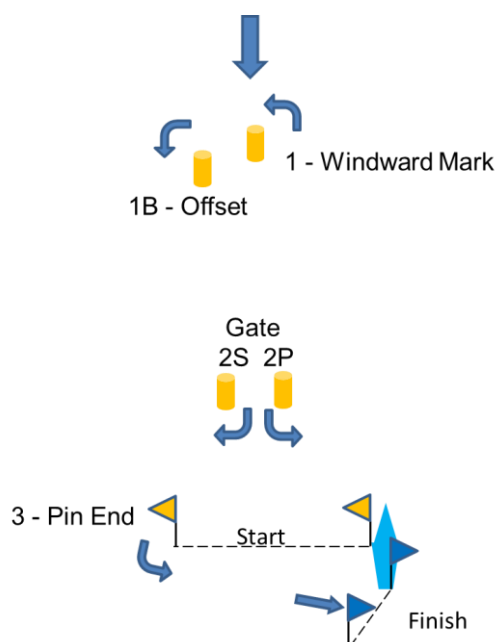 1 - Windward Mark
1B - Offset
Gate
2S 2P
3 - Pin End
Start
Finish